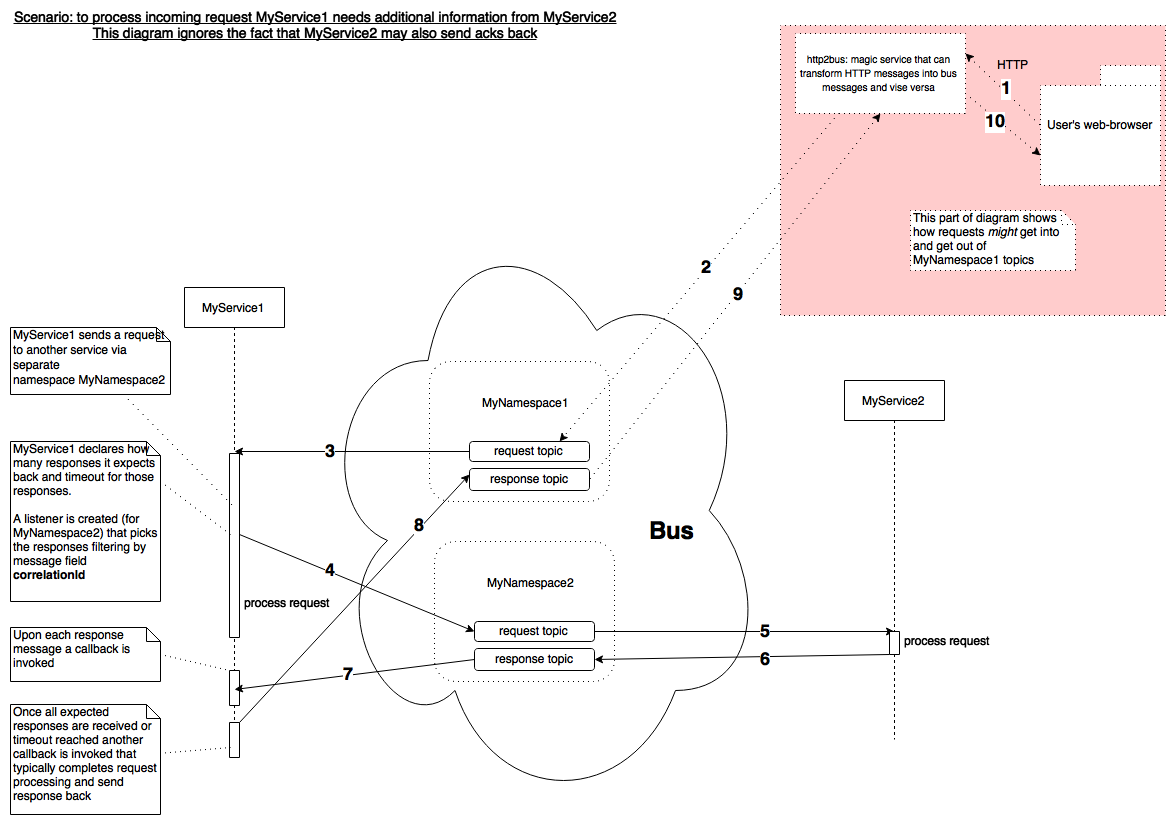 Scenario: to process incoming request MyService1 needs additional information from MyService2
This diagram ignores the fact that MyService2 may also send acks back
http2bus: magic service that can
transform HTTP messages into bus
messages and vise versa
HTTP
1
10
User's web-browser
This part of diagram shows
how requests might get into
and get out of
MyNamespace1 topics
2
9
MyService1
MyService1 sends a request
to another service via
separate
namespace MyNamespace2
MyService2
MyNamespace1
request topic
response topic
3
8
MyService1 declares how
many responses it expects
back and timeout for those
responses.
A listener is created (for
MyNamespace2) that picks
the responses filtering by
message field
correlationId
Bus
4
MyNamespace2
process request
request topic
response topic
5
6
process request
7
Upon each response
message a callback is
invoked
Once all expected
responses are received or
timeout reached another
callback is invoked that
typically completes request
processing and send
response back